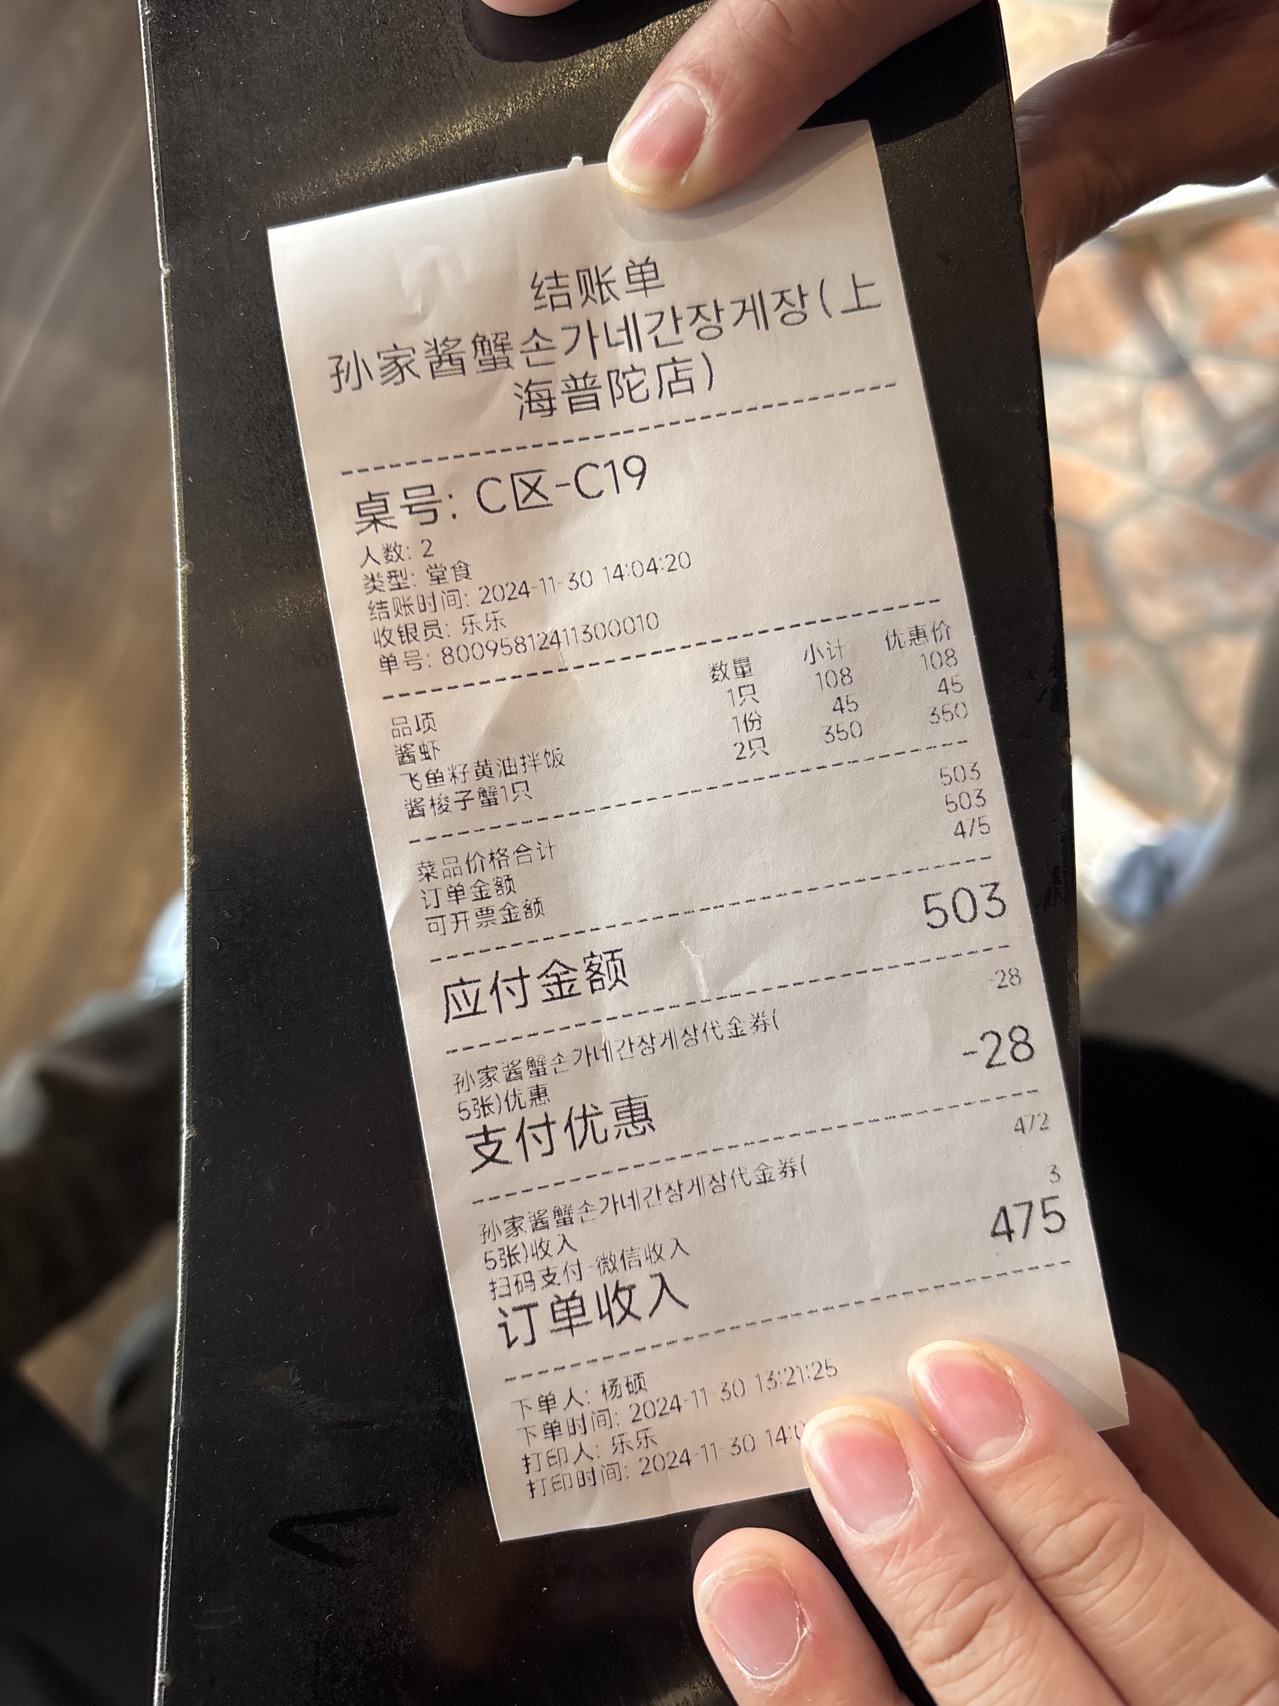 结账单
孙家酱蟹손가네간장게장(上
海普陀店)
桌号: C区-C19
人数: 2
类型: 堂食
结账时间: 2024-11-30 14:04:20
收银员: 乐乐
单号: 80095812411300010
品项 数量 小计 优惠价
酱虾 1只 108 108
飞鱼籽黄油拌饭 1份 45 45
酱梭子蟹1只 2只 350 350
菜品价格合计 503
订单金额 503
可开票金额 475
应付金额 503
孙家酱蟹손가네간장게장代金券( -28
5张)优惠
支付优惠 -28
孙家酱蟹손가네간장게장代金券( 472
5张)收入
扫码支付-微信收入 3
订单收入 475
下单人: 杨硕
下单时间: 2024-11-30 13:21:25
打印人: 乐乐
打印时间: 2024-11-30